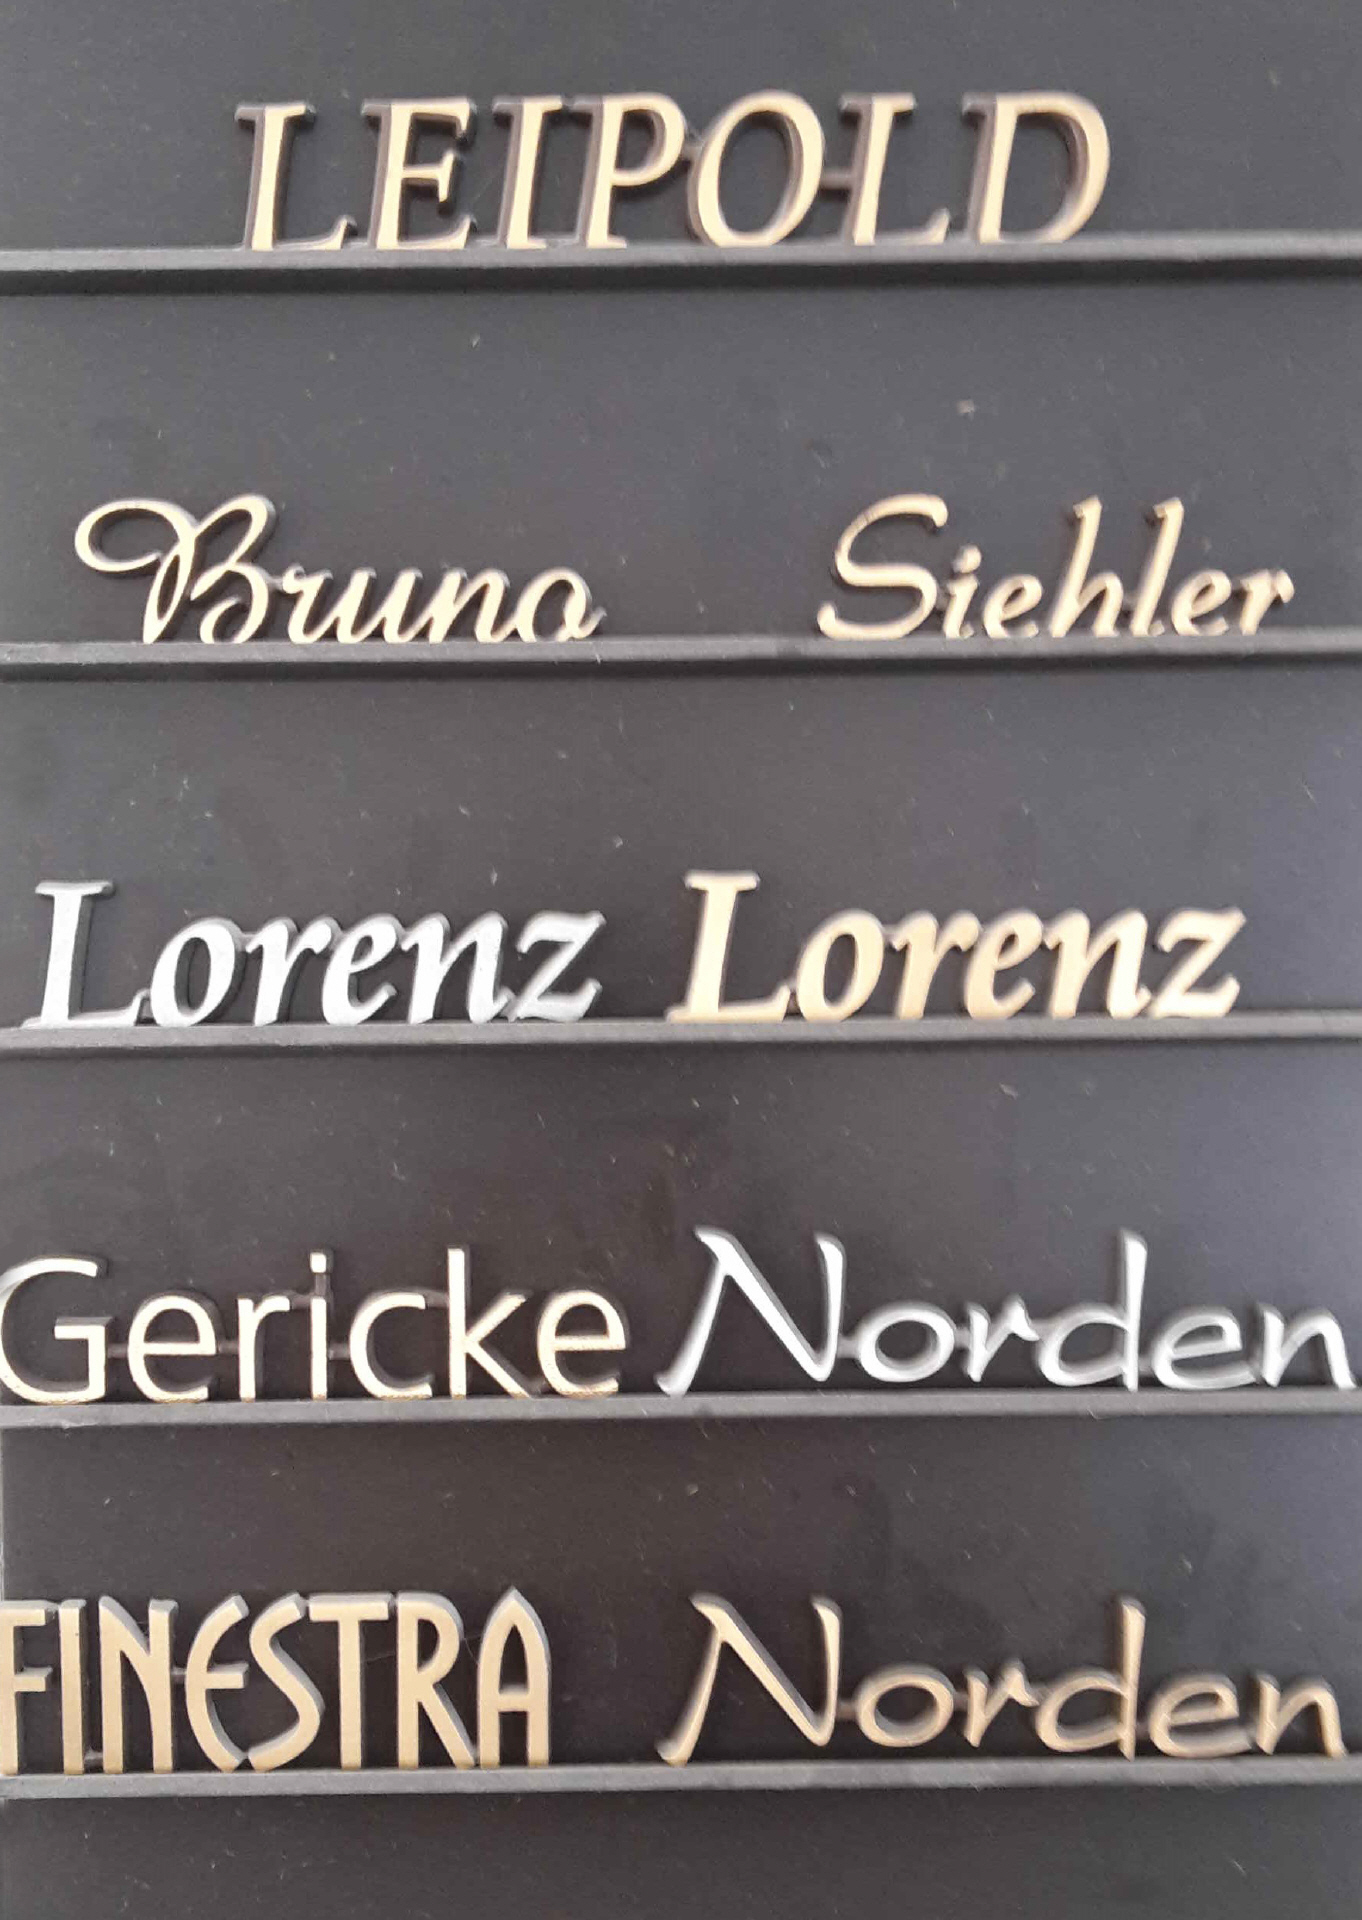 LEIPOLD
Bruno Siehler
Lorenz Lorenz
Gericke Norden
FINESTRA Norden